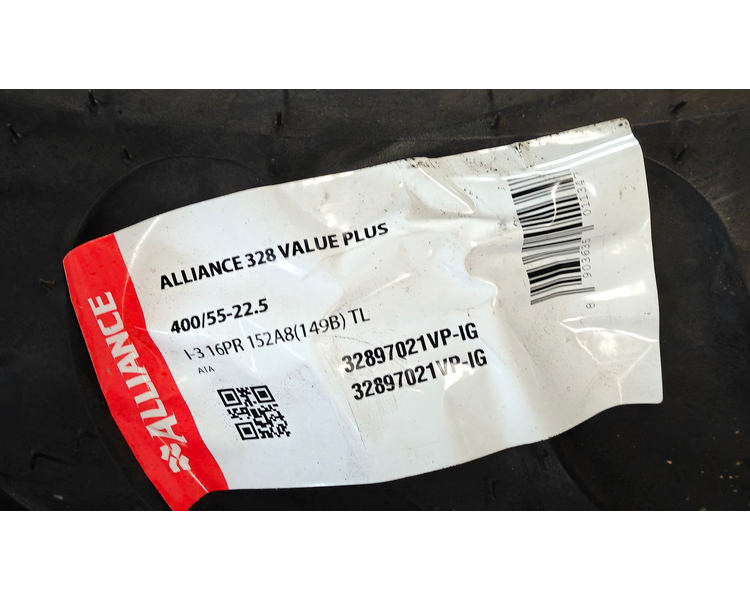 ALLIANCE
ALLIANCE 328 VALUE PLUS
400/55-22.5
I-3 16PR 152A8(149B) TL
ATA
32897021VP-IG
32897021VP-IG